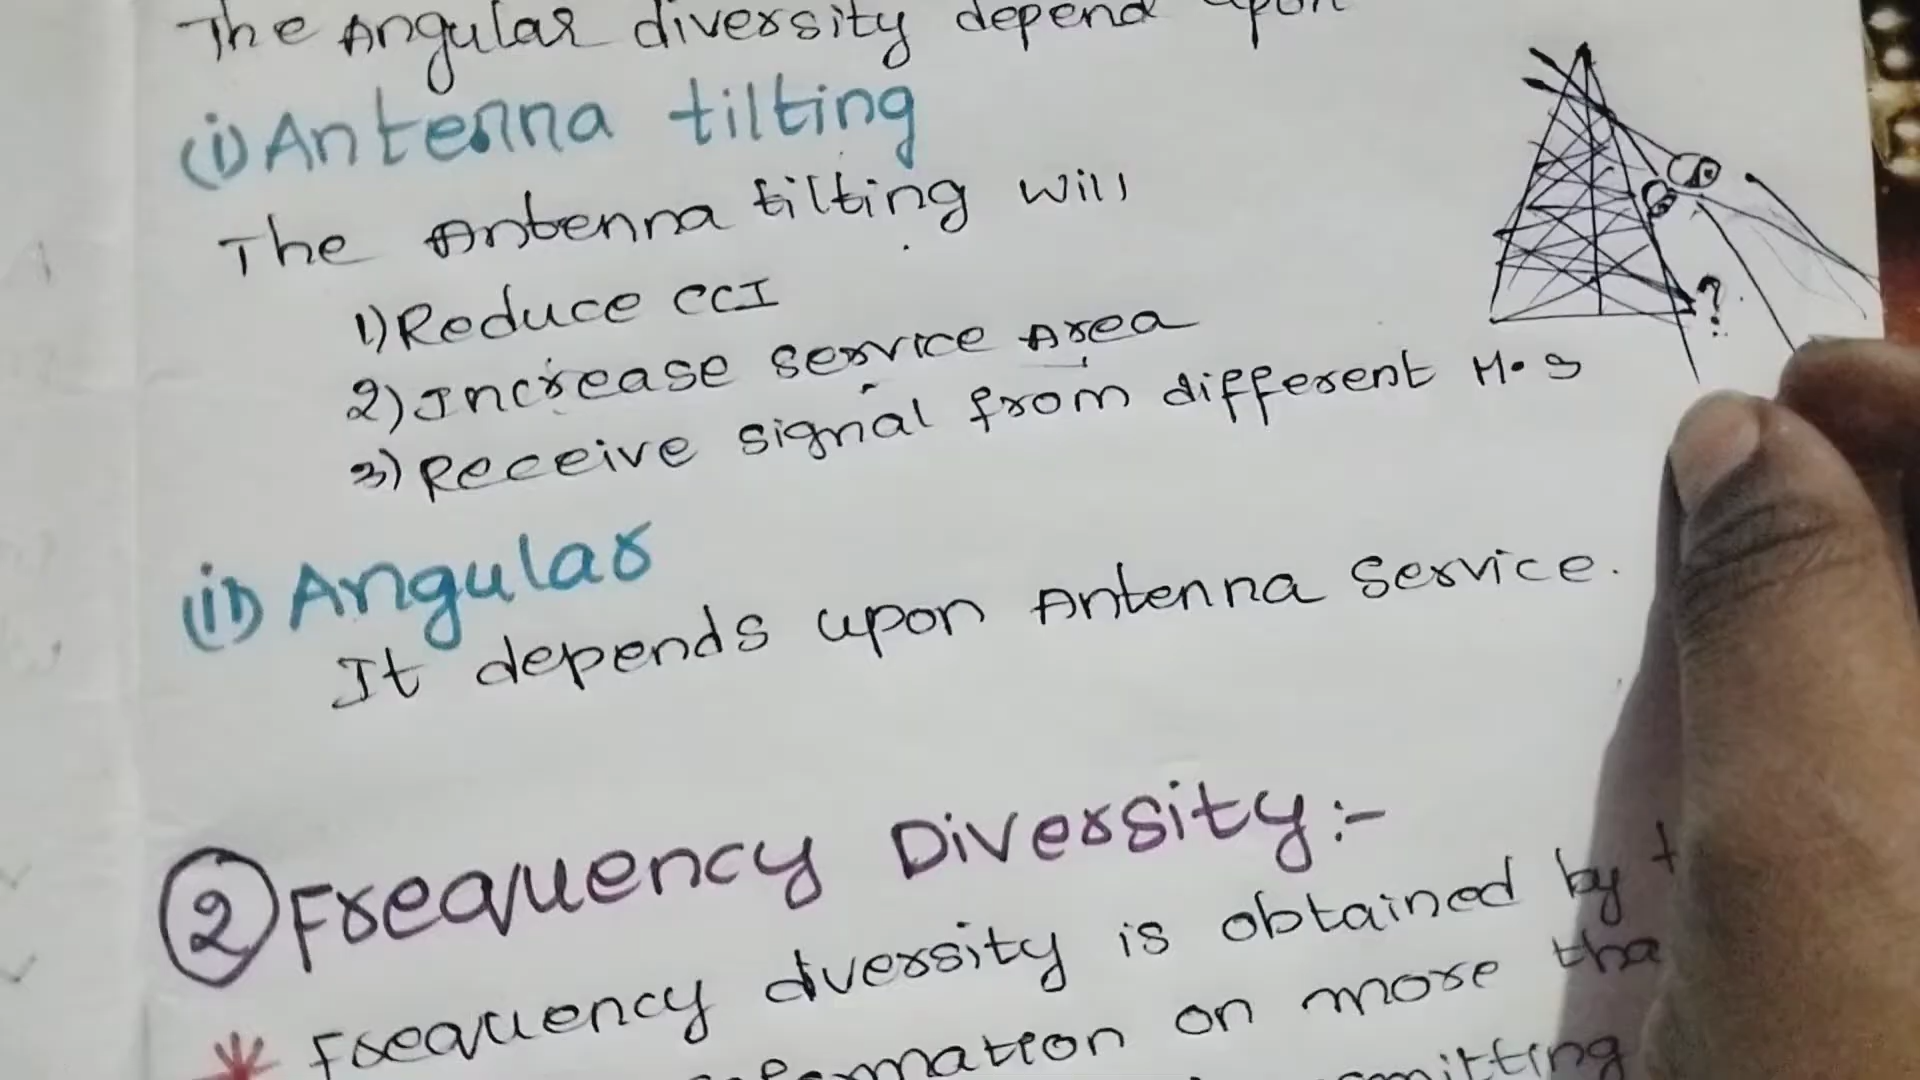 The Angular diversity depend upon
(i) Antenna tilting
The Antenna tilting will
1) Reduce CCI
2) Increase service Area
3) Receive signal from different M.S
?
(ii) Angular
It depends upon Antenna Service.
2 Frequency Diversity:-
* Frequency dversity is obtained by
on more